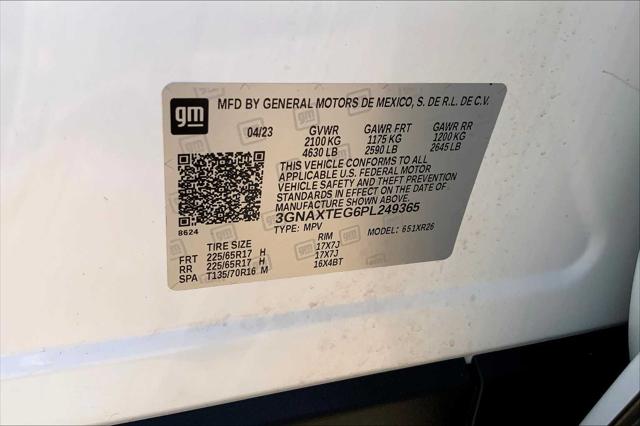 gm
MFD BY GENERAL MOTORS DE MEXICO, S. DE R.L. DE C.V.
04/23 GVWR GAWR FRT GAWR RR
2100 KG 1175 KG 1200 KG
4630 LB 2590 LB 2645 LB
THIS VEHICLE CONFORMS TO ALL
APPLICABLE U.S. FEDERAL MOTOR
VEHICLE SAFETY AND THEFT PREVENTION
STANDARDS IN EFFECT ON THE DATE OF
MANUFACTURE SHOWN ABOVE.
3GNAXTEG6PL249365
8624
TYPE: MPV MODEL: 651XR26
TIRE SIZE RIM
FRT 225/65R17 H 17X7J
RR 225/65R17 H 17X7J
SPA T135/70R16 M 16X4BT